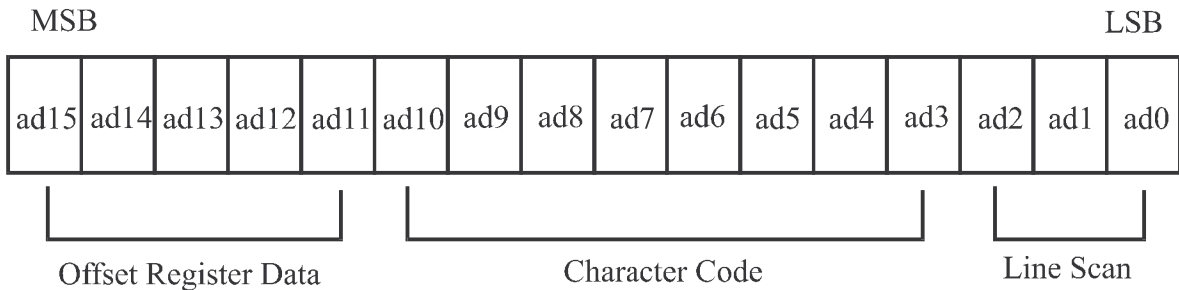 MSB LSB
ad15 ad14 ad13 ad12 ad11 ad10 ad9 ad8 ad7 ad6 ad5 ad4 ad3 ad2 ad1 ad0
Offset Register Data Character Code Line Scan